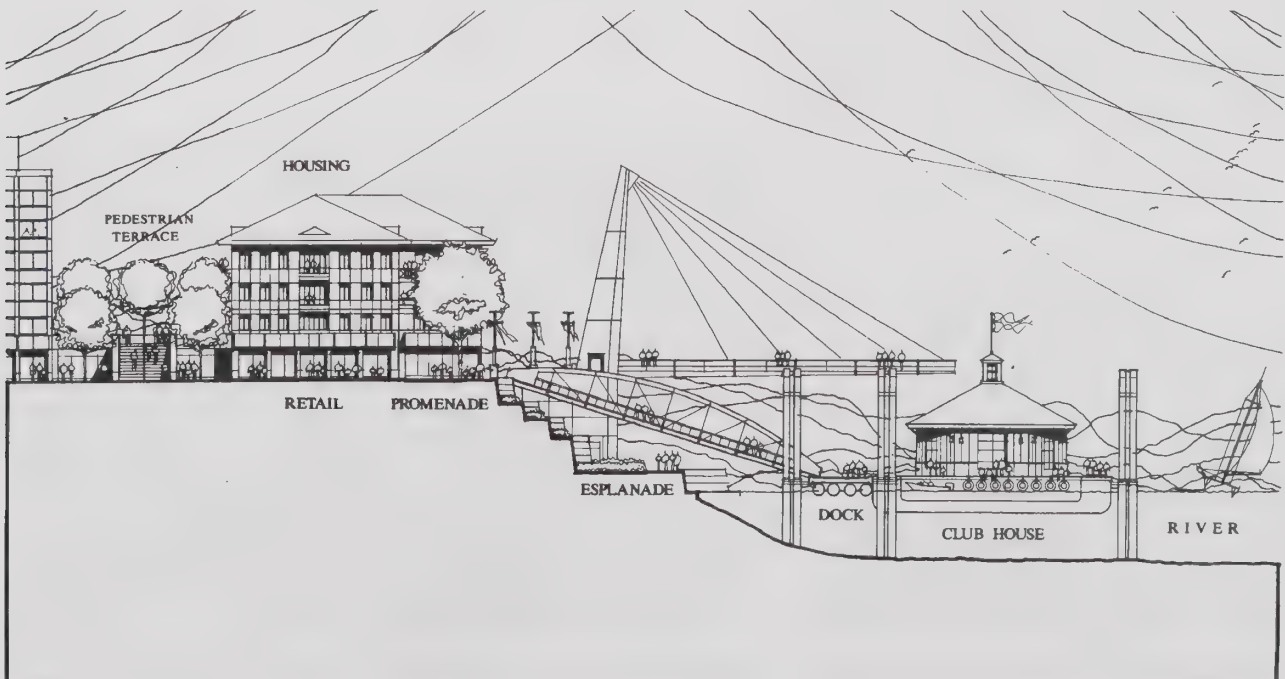 HOUSING
PEDESTRIAN
TERRACE
RETAIL
PROMENADE
ESPLANADE
DOCK
CLUB HOUSE
RIVER